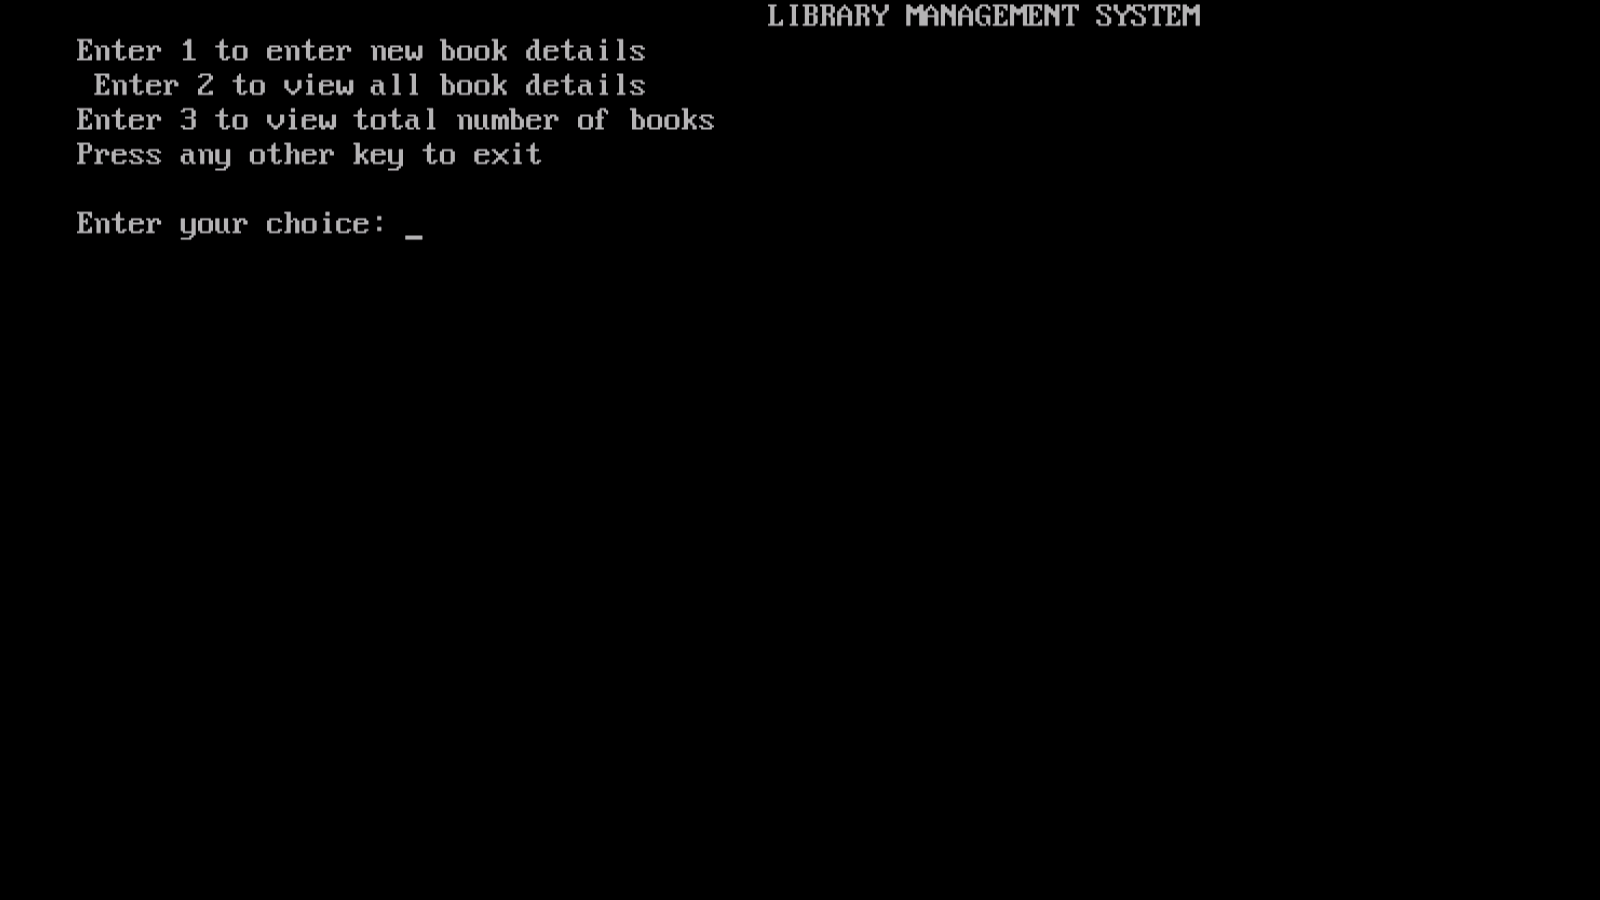 LIBRARY MANAGEMENT SYSTEM
Enter 1 to enter new book details
Enter 2 to view all book details
Enter 3 to view total number of books
Press any other key to exit
Enter your choice: _